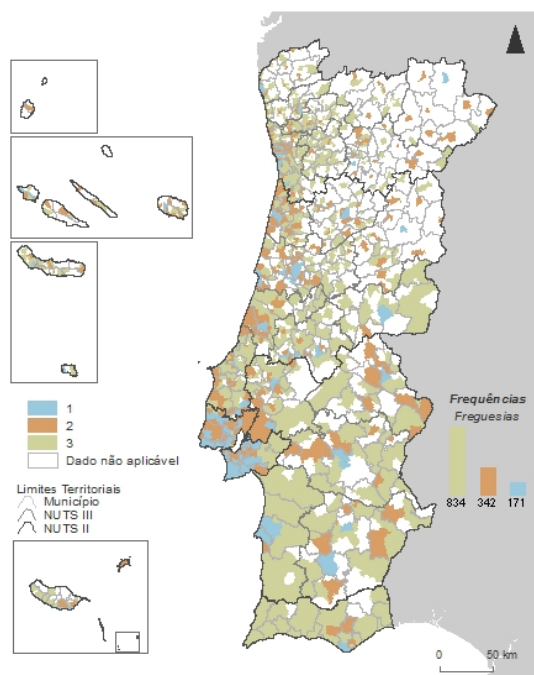 1
2
3
Dado não aplicável
Limites Territoriais
Município
NUTS III
NUTS II
Frequências
Freguesias
834 342 171
0 50 km